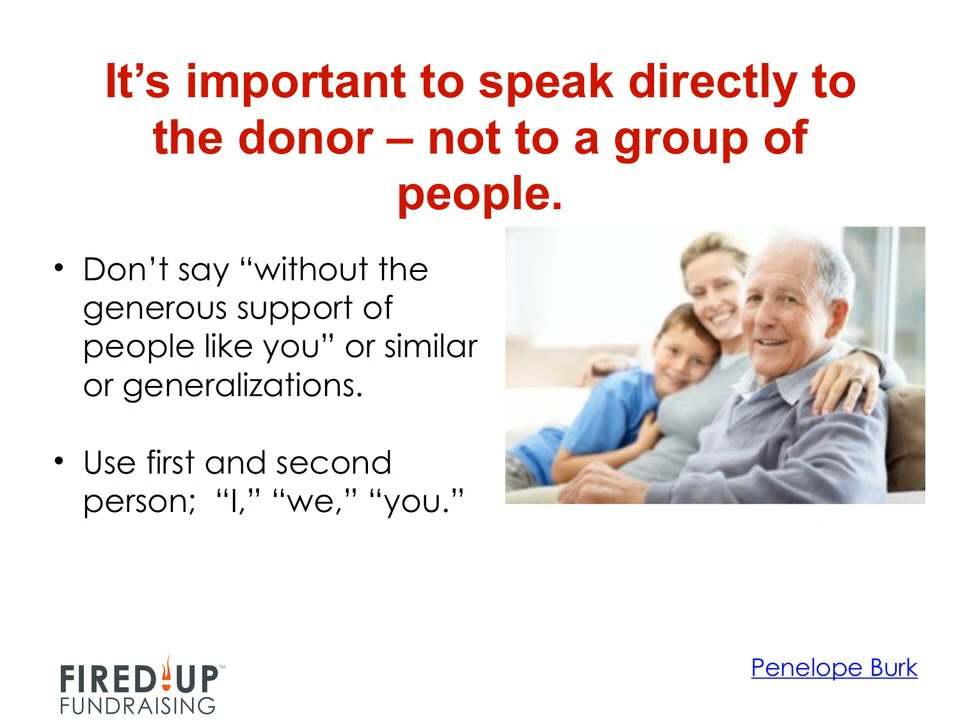 It’s important to speak directly to
the donor – not to a group of
people.
• Don’t say “without the
generous support of
people like you” or similar
or generalizations.
• Use first and second
person;  “I,” “we,” “you.”
FIRED UP™
FUNDRAISING
Penelope Burk